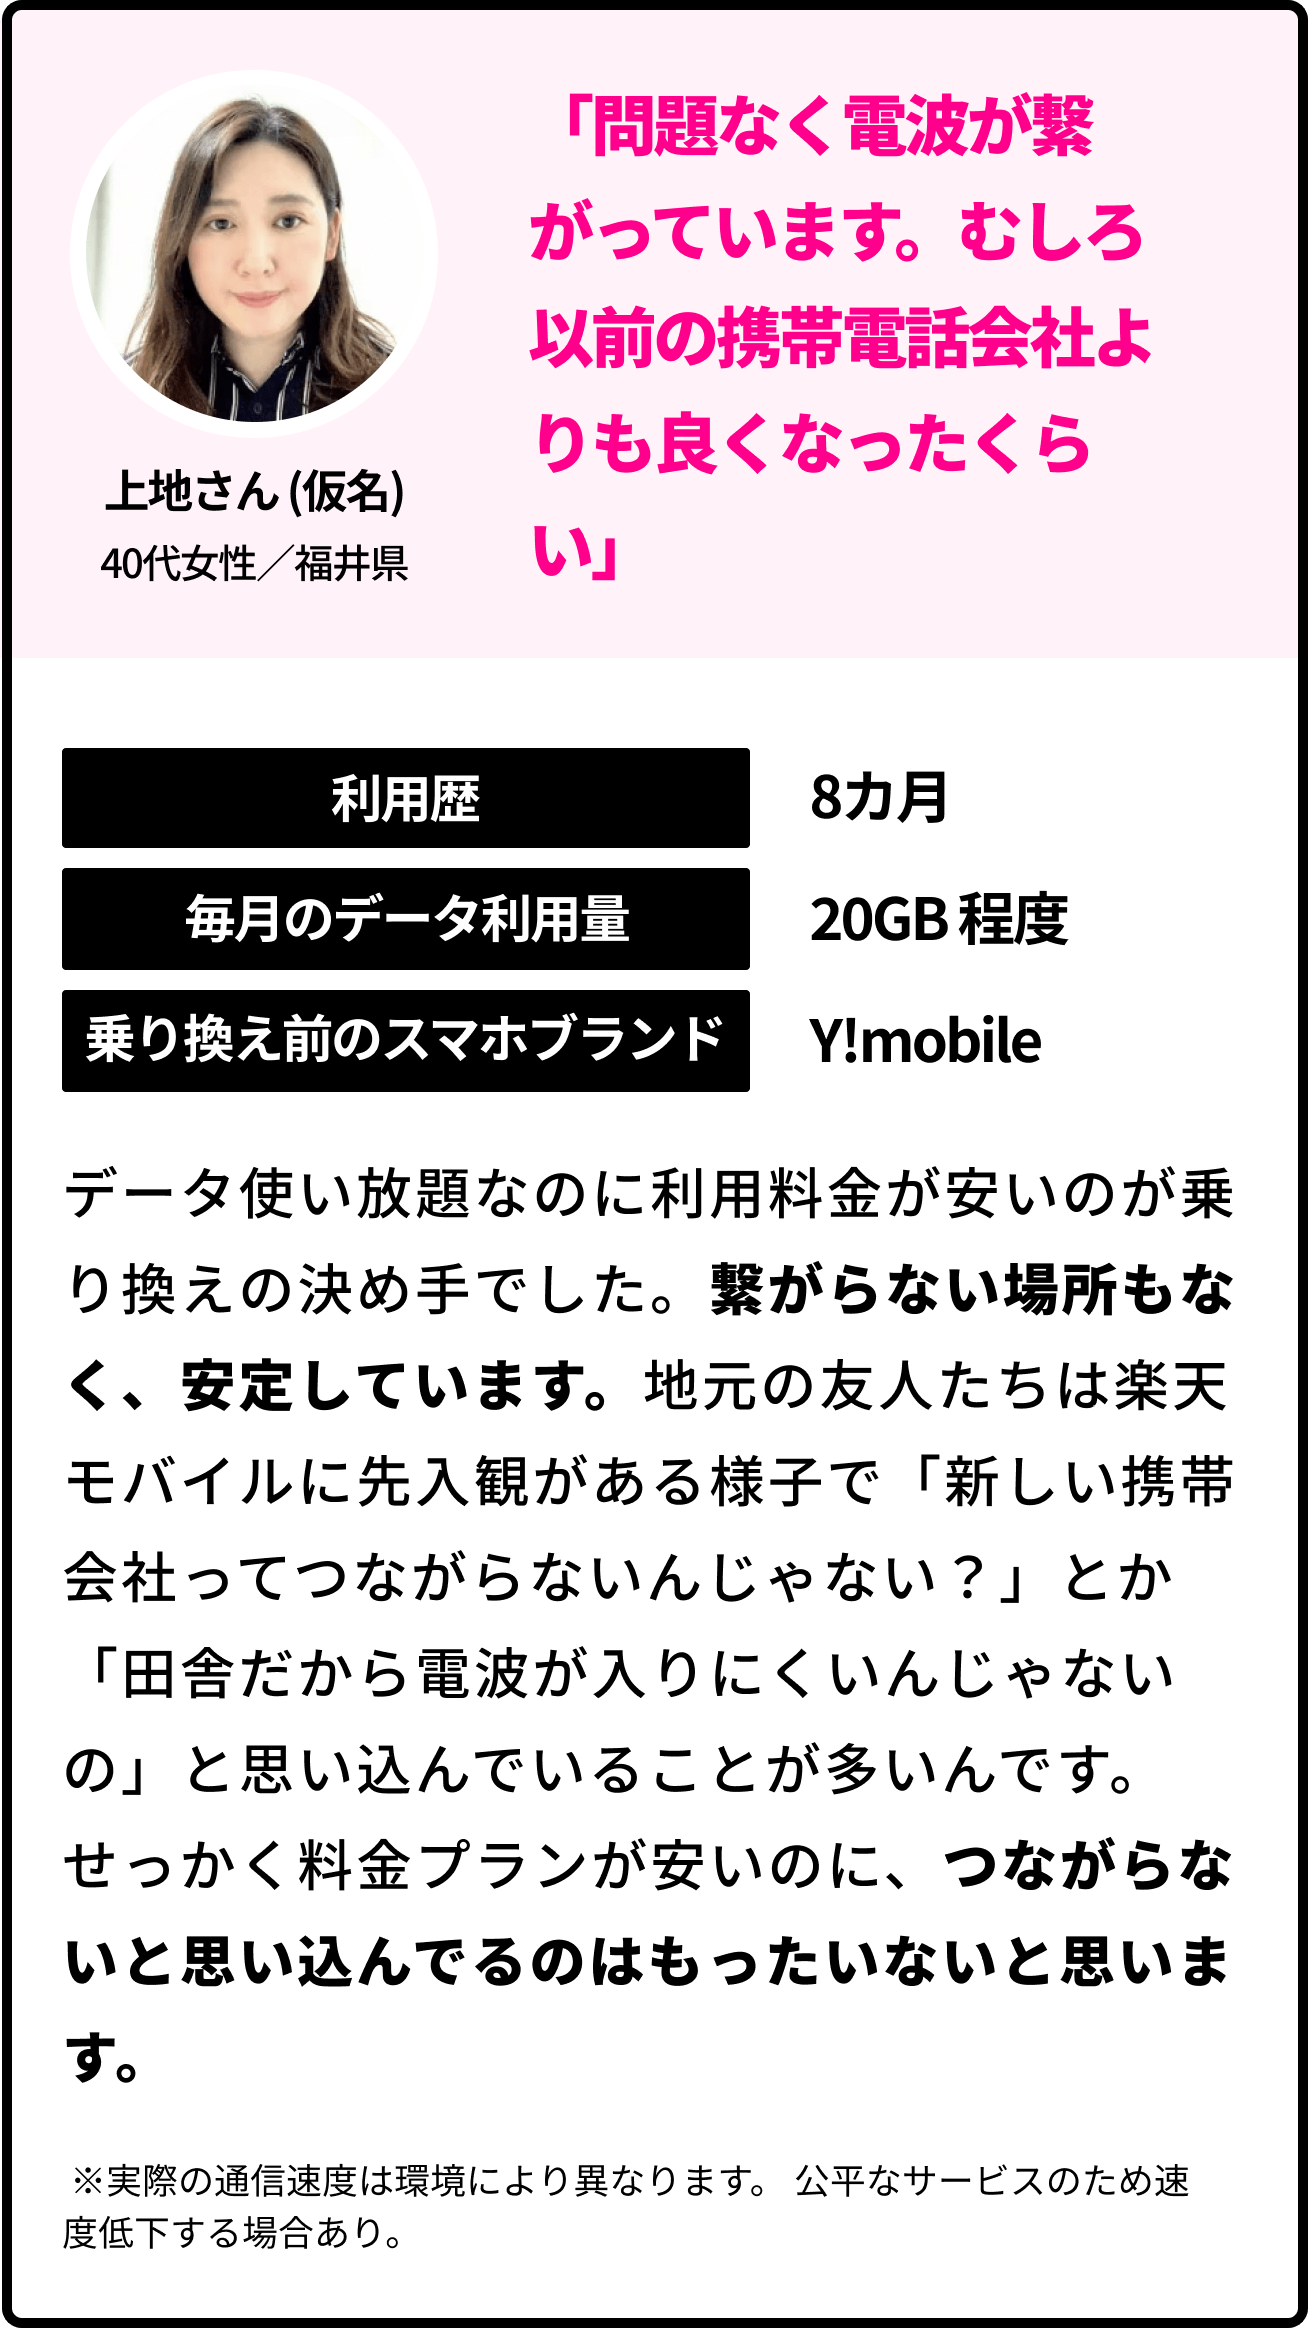 「問題なく電波が繋
がっています。むしろ
以前の携帯電話会社よ
りも良くなったくら
い」
上地さん (仮名)
40代女性／福井県
利用歴 8カ月
毎月のデータ利用量 20GB 程度
乗り換え前のスマホブランド Y!mobile
データ使い放題なのに利用料金が安いのが乗
り換えの決め手でした。繋がらない場所もな
く、安定しています。地元の友人たちは楽天
モバイルに先入観がある様子で「新しい携帯
会社ってつながらないんじゃない？」とか
「田舎だから電波が入りにくいんじゃない
の」と思い込んでいることが多いんです。
せっかく料金プランが安いのに、つながらな
いと思い込んでるのはもったいないと思いま
す。
※実際の通信速度は環境により異なります。 公平なサービスのため速
度低下する場合あり。